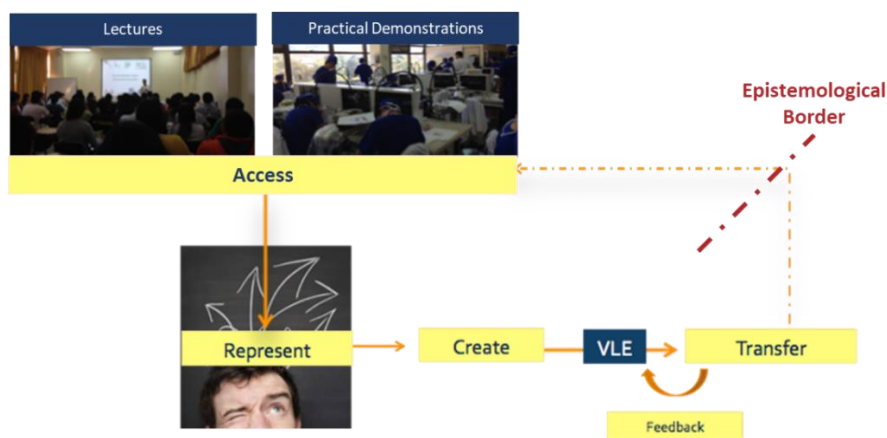 Lectures
Practical Demonstrations
Epistemological
Border
Access
Represent
Create
VLE
Transfer
Feedback